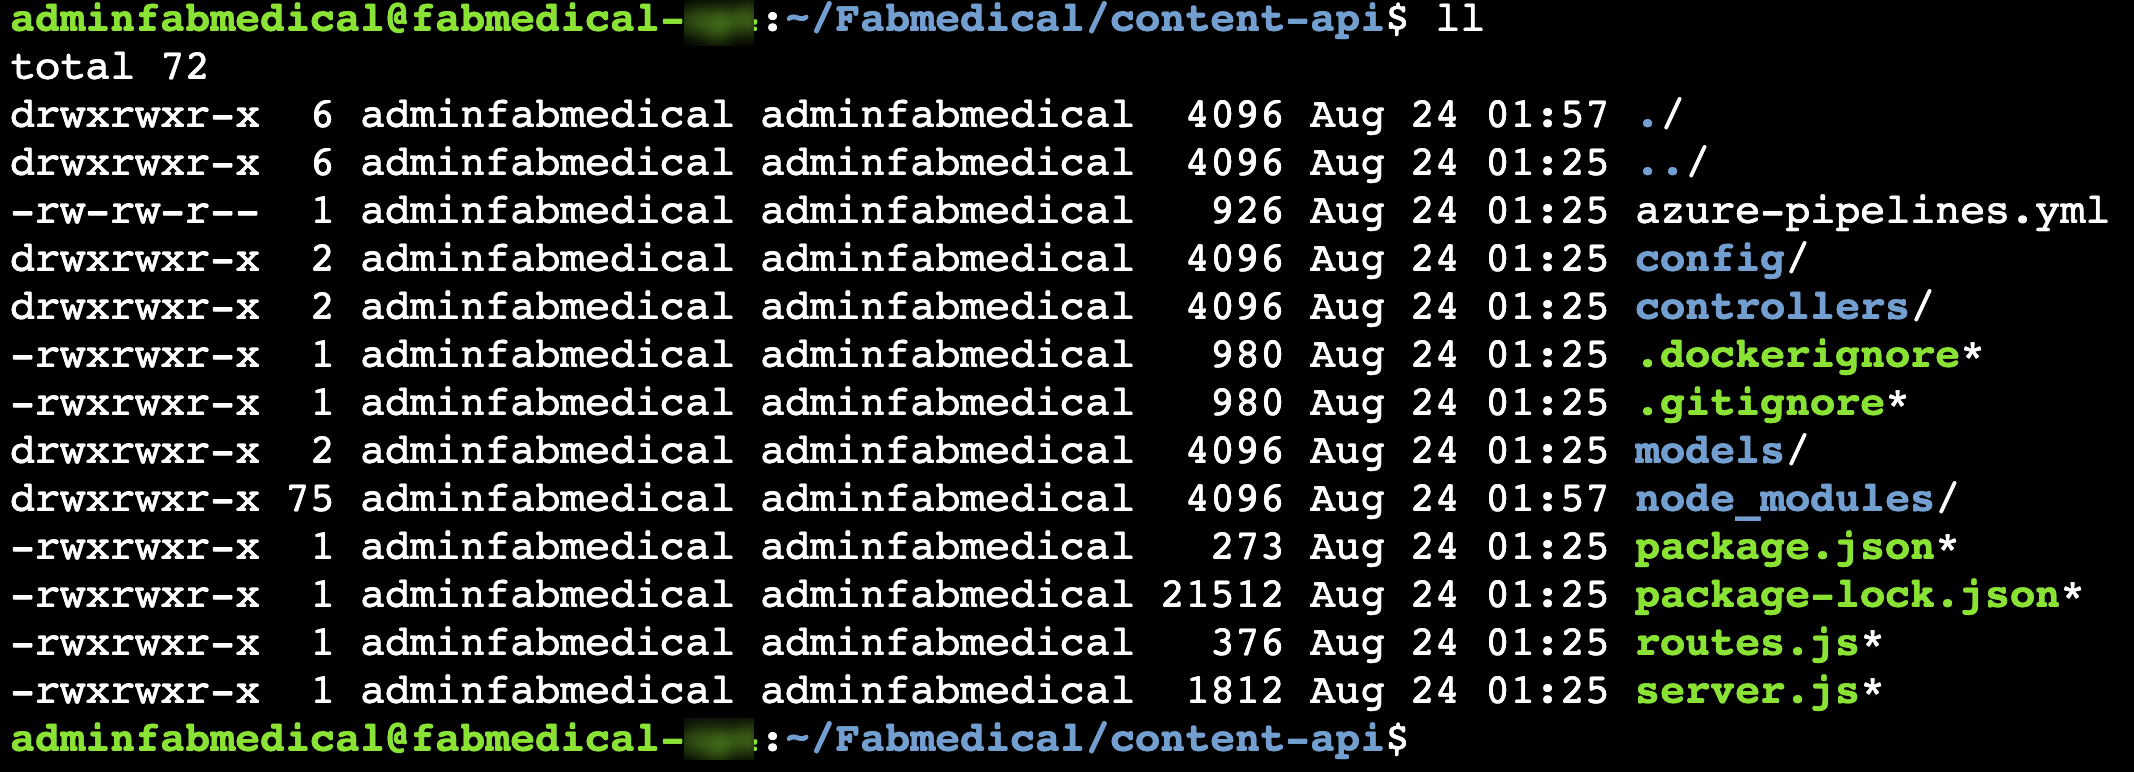 adminfabmedical@fabmedical-:~/Fabmedical/content-api$ ll
total 72
drwxrwxr-x  6 adminfabmedical adminfabmedical  4096 Aug 24 01:57 ./
drwxrwxr-x  6 adminfabmedical adminfabmedical  4096 Aug 24 01:25 ../
-rw-rw-r--  1 adminfabmedical adminfabmedical   926 Aug 24 01:25 azure-pipelines.yml
drwxrwxr-x  2 adminfabmedical adminfabmedical  4096 Aug 24 01:25 config/
drwxrwxr-x  2 adminfabmedical adminfabmedical  4096 Aug 24 01:25 controllers/
-rwxrwxr-x  1 adminfabmedical adminfabmedical   980 Aug 24 01:25 .dockerignore*
-rwxrwxr-x  1 adminfabmedical adminfabmedical   980 Aug 24 01:25 .gitignore*
drwxrwxr-x  2 adminfabmedical adminfabmedical  4096 Aug 24 01:25 models/
drwxrwxr-x 75 adminfabmedical adminfabmedical  4096 Aug 24 01:57 node_modules/
-rwxrwxr-x  1 adminfabmedical adminfabmedical   273 Aug 24 01:25 package.json*
-rwxrwxr-x  1 adminfabmedical adminfabmedical 21512 Aug 24 01:25 package-lock.json*
-rwxrwxr-x  1 adminfabmedical adminfabmedical   376 Aug 24 01:25 routes.js*
-rwxrwxr-x  1 adminfabmedical adminfabmedical  1812 Aug 24 01:25 server.js*
adminfabmedical@fabmedical-:~/Fabmedical/content-api$